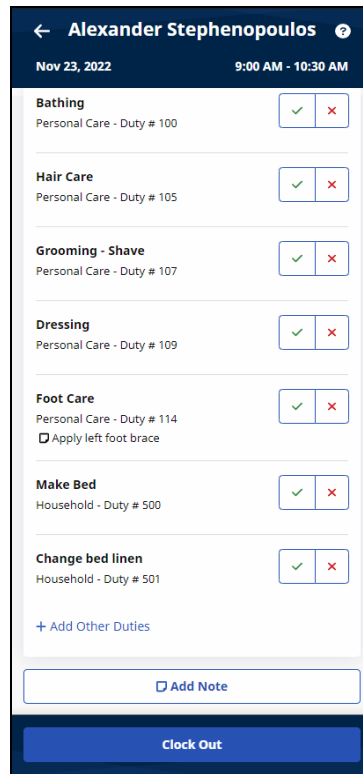 Alexander Stephenopoulos
Nov 23, 2022 9:00 AM - 10:30 AM
Bathing
Personal Care - Duty # 100
Hair Care
Personal Care - Duty # 105
Grooming - Shave
Personal Care - Duty # 107
Dressing
Personal Care - Duty # 109
Foot Care
Personal Care - Duty # 114
Apply left foot brace
Make Bed
Household - Duty # 500
Change bed linen
Household - Duty # 501
+ Add Other Duties
Add Note
Clock Out